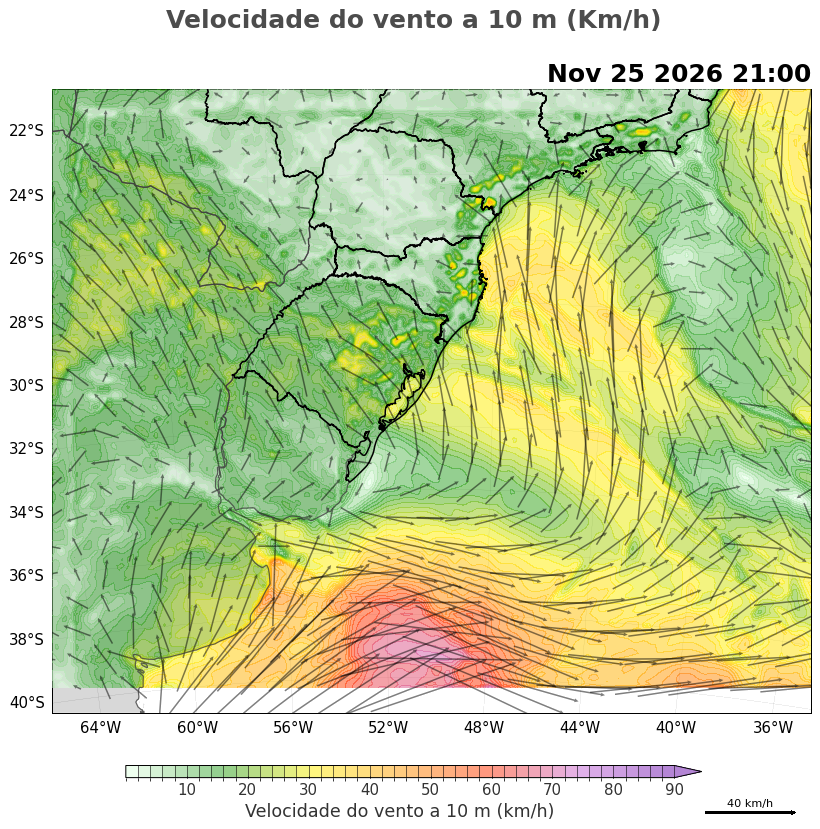 Velocidade do vento a 10 m (Km/h)
Nov 25 2026 21:00
22°S
24°S
26°S
28°S
30°S
32°S
34°S
36°S
38°S
40°S
64°W 60°W 56°W 52°W 48°W 44°W 40°W 36°W
10 20 30 40 50 60 70 80 90
Velocidade do vento a 10 m (km/h)
40 km/h